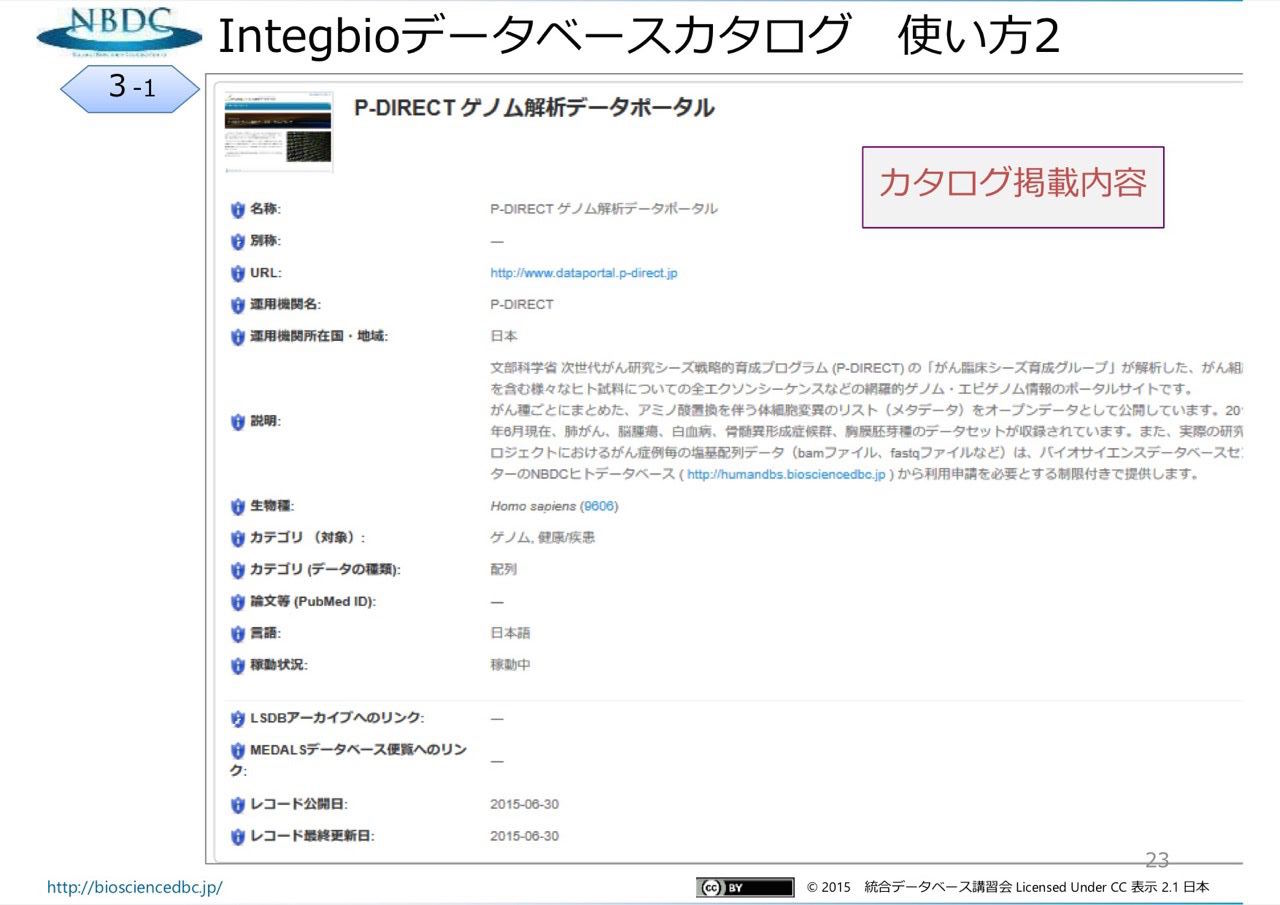 NBDC
Integbioデータベースカタログ　使い方2
3-1
P-DIRECT ゲノム解析データポータル
カタログ掲載内容
名称: P-DIRECT ゲノム解析データポータル
別称: —
URL: http://www.dataportal.p-direct.jp
運用機関名: P-DIRECT
運用機関所在国・地域: 日本
説明:
文部科学省 次世代がん研究シーズ戦略的育成プログラム (P-DIRECT) の「がん臨床シーズ育成グループ」が解析した、がん組
を含む様々なヒト試料についての全エクソンシーケンスなどの網羅的ゲノム・エピゲノム情報のポータルサイトです。
がん種ごとにまとめた、アミノ酸置換を伴う体細胞変異のリスト（メタデータ）をオープンデータとして公開しています。20
年6月現在、肺がん、脳腫瘍、白血病、骨髄異形成症候群、胸膜胚芽種のデータセットが収録されています。また、実際の研究
ロジェクトにおけるがん症例毎の塩基配列データ（bamファイル、fastqファイルなど）は、バイオサイエンスデータベースセ
ターのNBDCヒトデータベース ( http://humandbs.biosciencedbc.jp ) から利用申請を必要とする制限付きで提供します。
生物種: Homo sapiens (9606)
カテゴリ （対象）: ゲノム, 健康/疾患
カテゴリ (データの種類): 配列
論文等 (PubMed ID): —
言語: 日本語
稼動状況: 稼動中
LSDBアーカイブへのリンク: —
MEDALSデータベース便覧へのリン
ク: —
レコード公開日: 2015-06-30
レコード最終更新日: 2015-06-30
23
http://biosciencedbc.jp/
cc BY © 2015　統合データベース講習会 Licensed Under CC 表示 2.1 日本